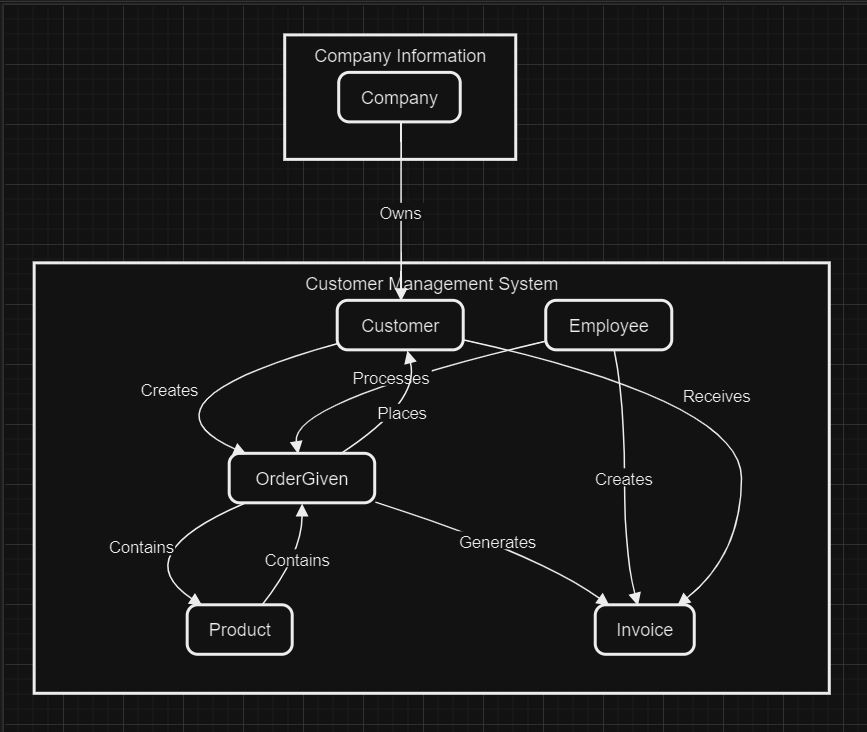 Company Information
Company
Owns
Customer Management System
Customer
Employee
Processes
Creates
Receives
Places
OrderGiven
Creates
Generates
Contains
Contains
Product
Invoice